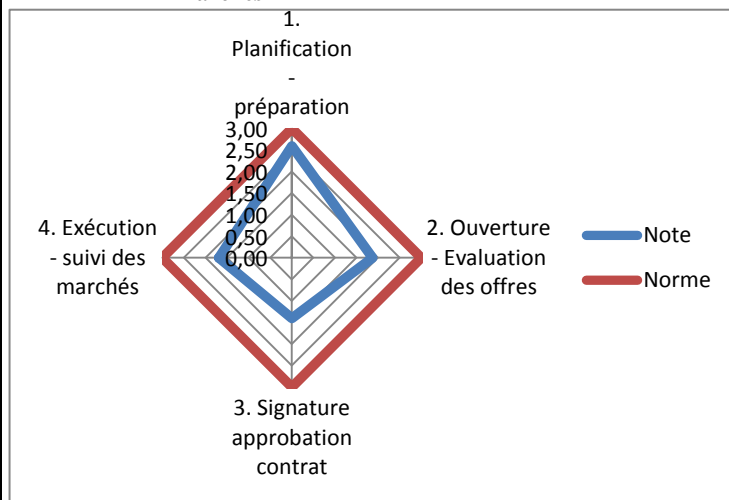 1.
Planification
-
préparation
3,00
2,50
2,00
1,50
1,00
0,50
0,00
2. Ouverture
- Evaluation
des offres
3. Signature
approbation
contrat
4. Exécution
- suivi des
marchés
Note
Norme